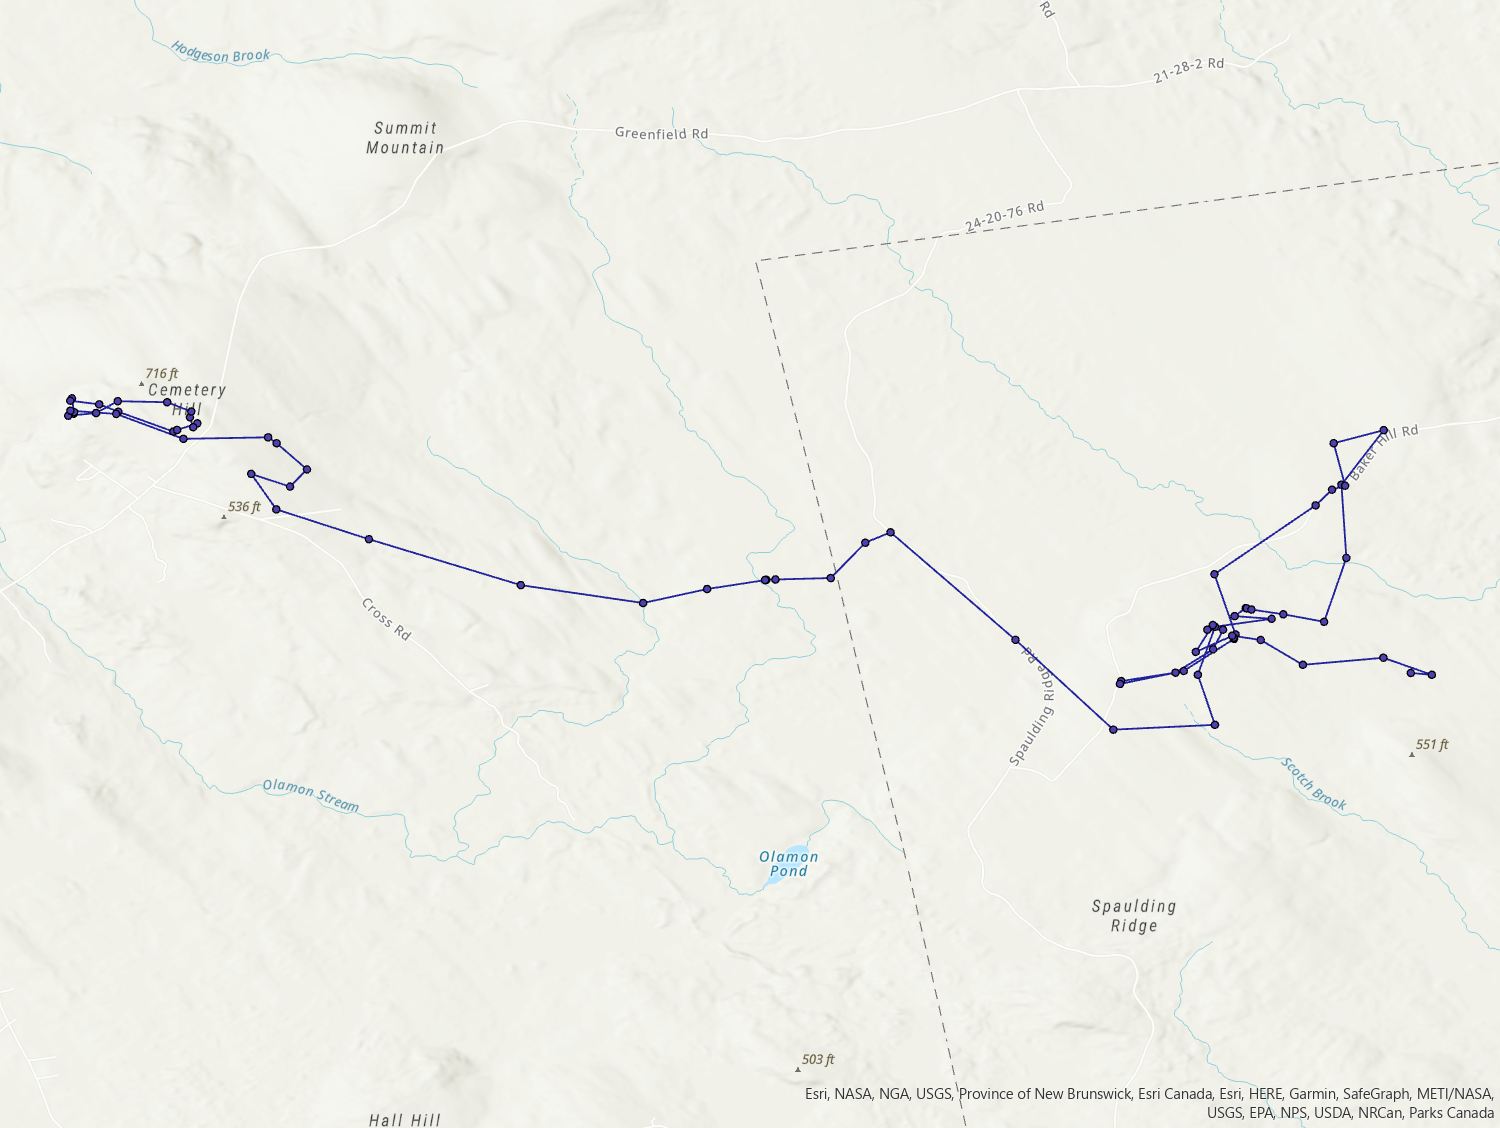 Rd
Hodgeson Brook
21-28-2 Rd
Summit
Mountain
Greenfield Rd
24-20-76 Rd
716 ft
Cemetery
Hill
Baker Hill Rd
536 ft
Cross Rd
Spaulding Ridge Rd
551 ft
Scotch Brook
Olamon Stream
Olamon
Pond
Spaulding
Ridge
503 ft
Hall Hill
Esri, NASA, NGA, USGS, Province of New Brunswick, Esri Canada, Esri, HERE, Garmin, SafeGraph, METI/NASA,
USGS, EPA, NPS, USDA, NRCan, Parks Canada